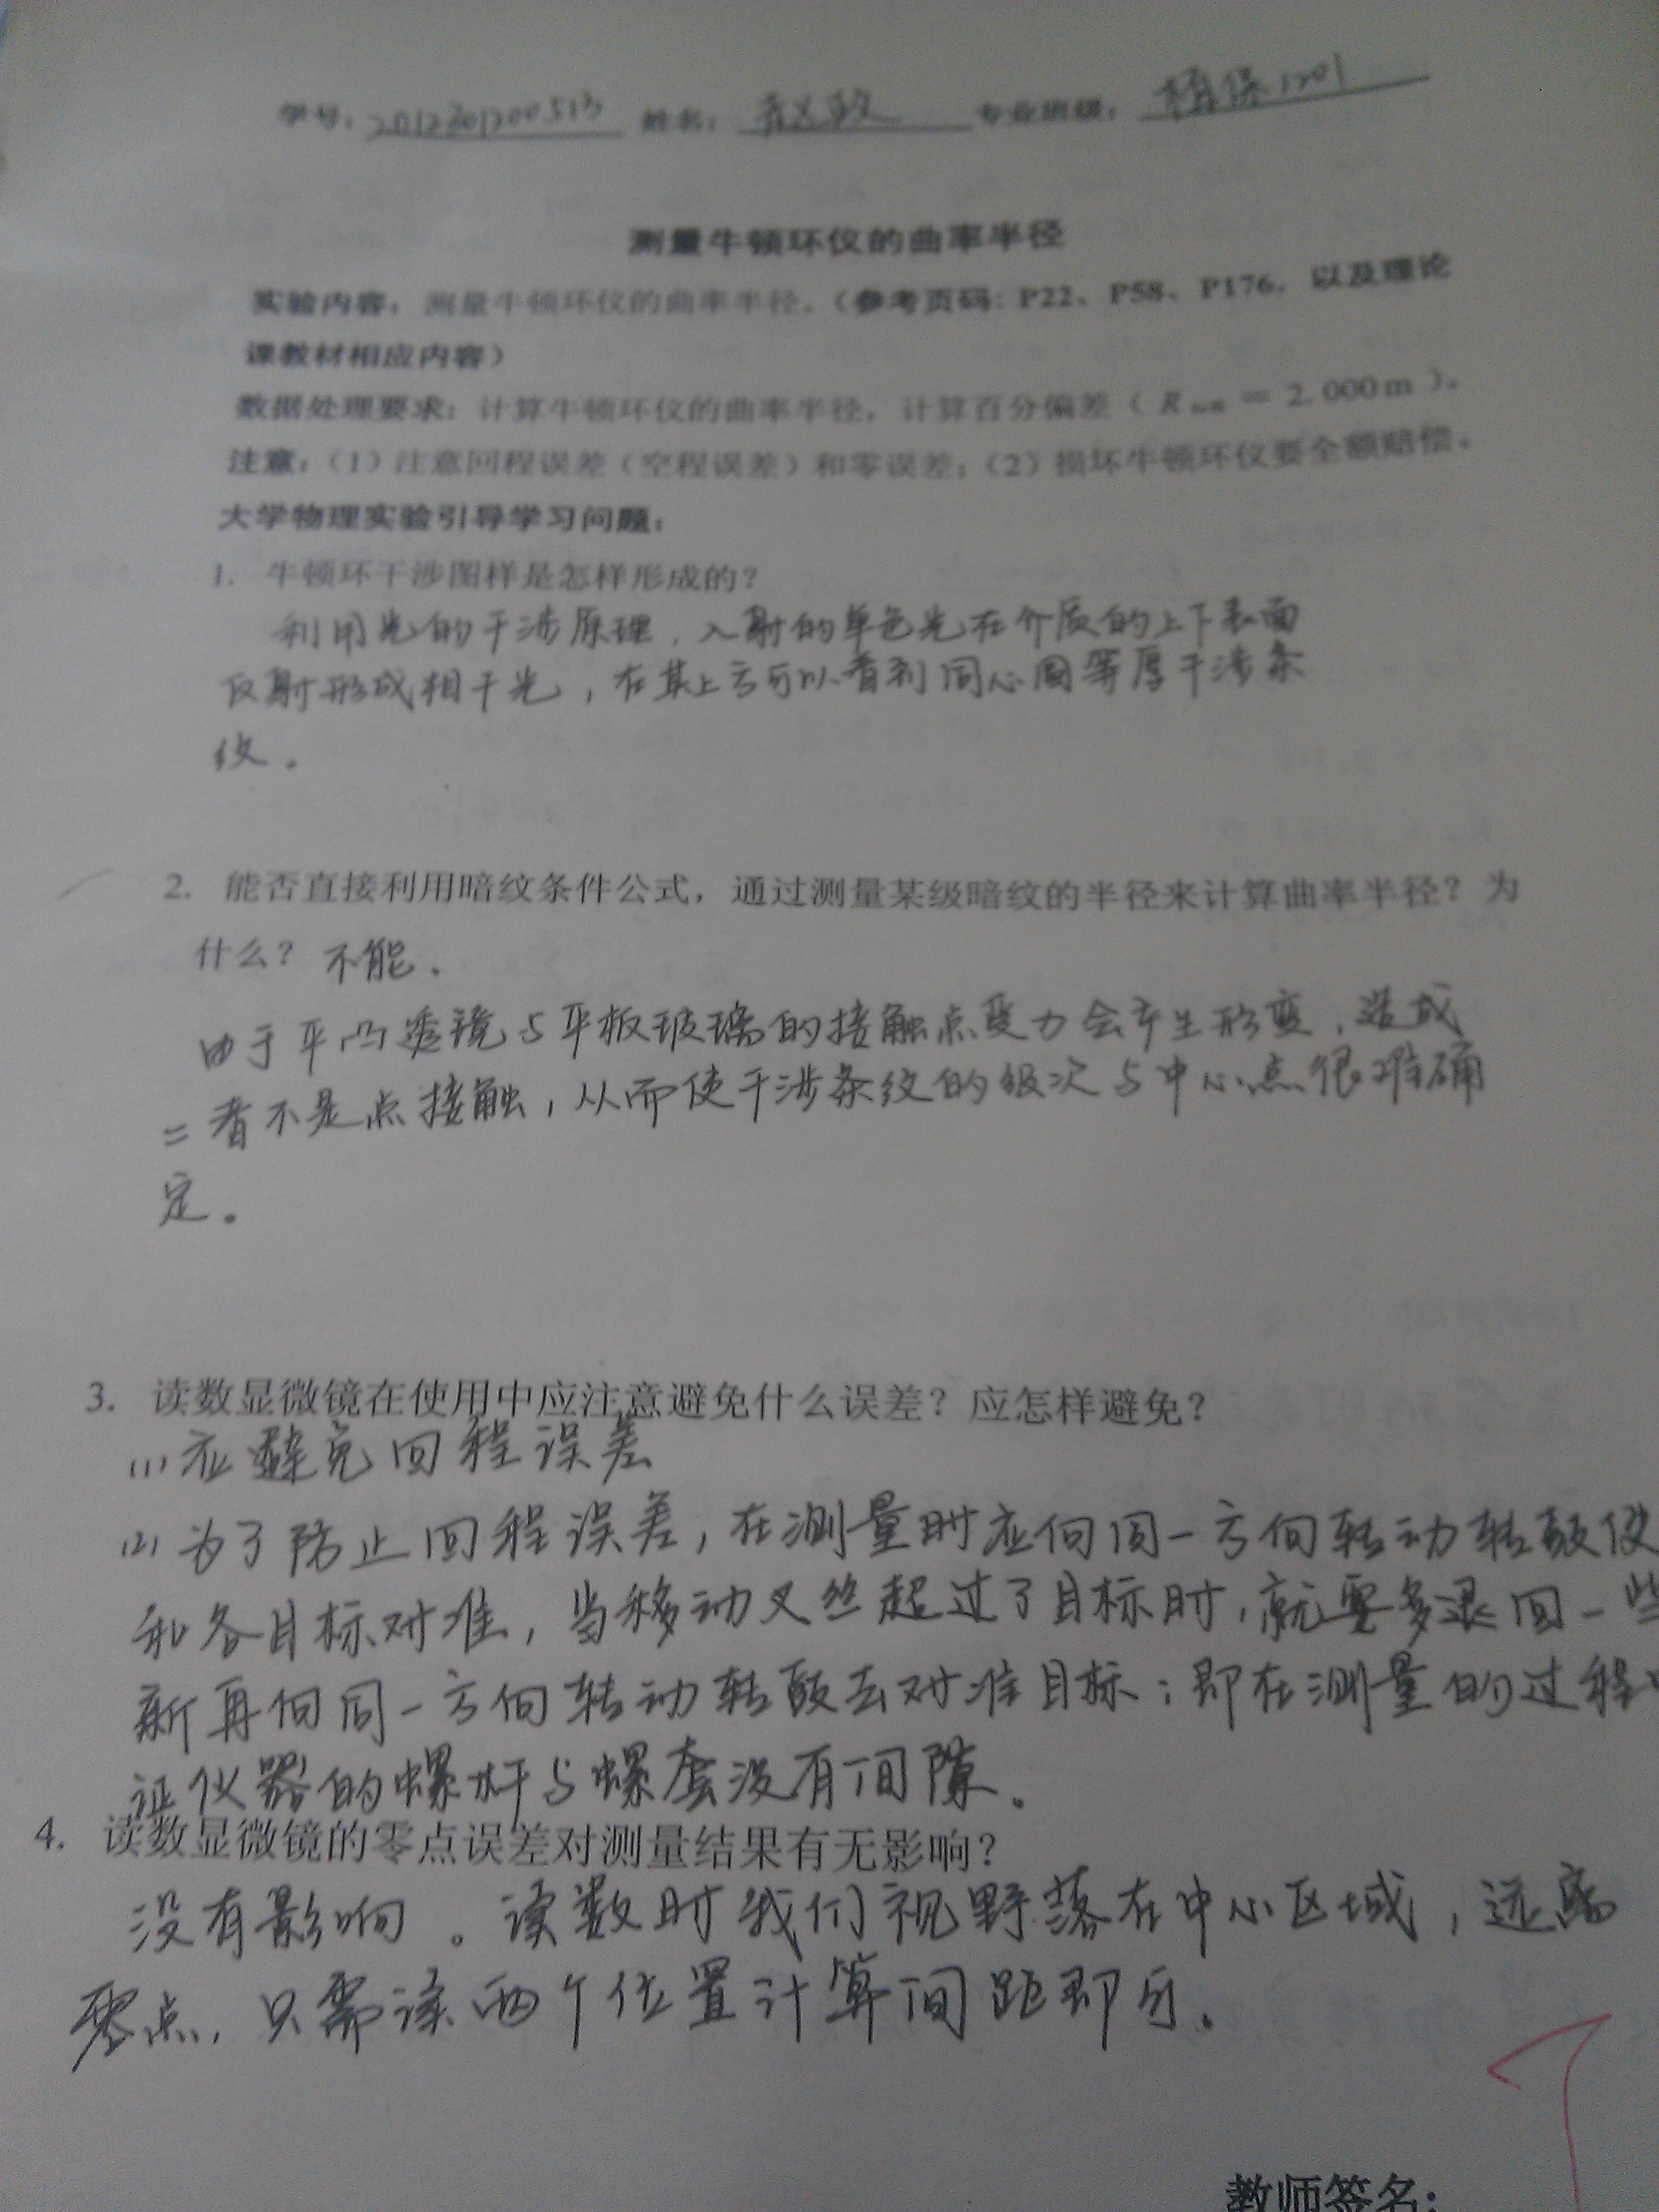 学号：2012301200513 姓名：赵政 专业班级：植保1201
测量牛顿环仪的曲率半径
实验内容：测量牛顿环仪的曲率半径。（参考页码：P22、P58、P176，以及理论
课教材相应内容）
数据处理要求：计算牛顿环仪的曲率半径，计算百分偏差（R = 2.000m）。
注意：（1）注意回程误差（空程误差）和零误差；（2）损坏牛顿环仪要全额赔偿。
大学物理实验引导学习问题：
1. 牛顿环干涉图样是怎样形成的？
利用光的干涉原理，入射的单色光在介质的上下表面
反射形成相干光，在其上方可以看到同心圆等厚干涉条
纹．
2. 能否直接利用暗纹条件公式，通过测量某级暗纹的半径来计算曲率半径？为
什么？ 不能．
由于平凸透镜与平板玻璃的接触点受力会产生形变，造成
二者不是点接触，从而使干涉条纹的级次与中心点很难确
定。
3. 读数显微镜在使用中应注意避免什么误差？应怎样避免？
(1) 应避免回程误差
(2) 为了防止回程误差，在测量时应向同一方向转动转鼓使
和各目标对准，当移动叉丝起过了目标时，就要多退回一些
新再向同一方向转动转鼓去对准目标；即在测量的过程
证仪器的螺杆与螺套没有间隙．
4. 读数显微镜的零点误差对测量结果有无影响？
没有影响。读数时我们视野落在中心区域，远离
零点，只需读两个位置计算间距即可．
教师签名：